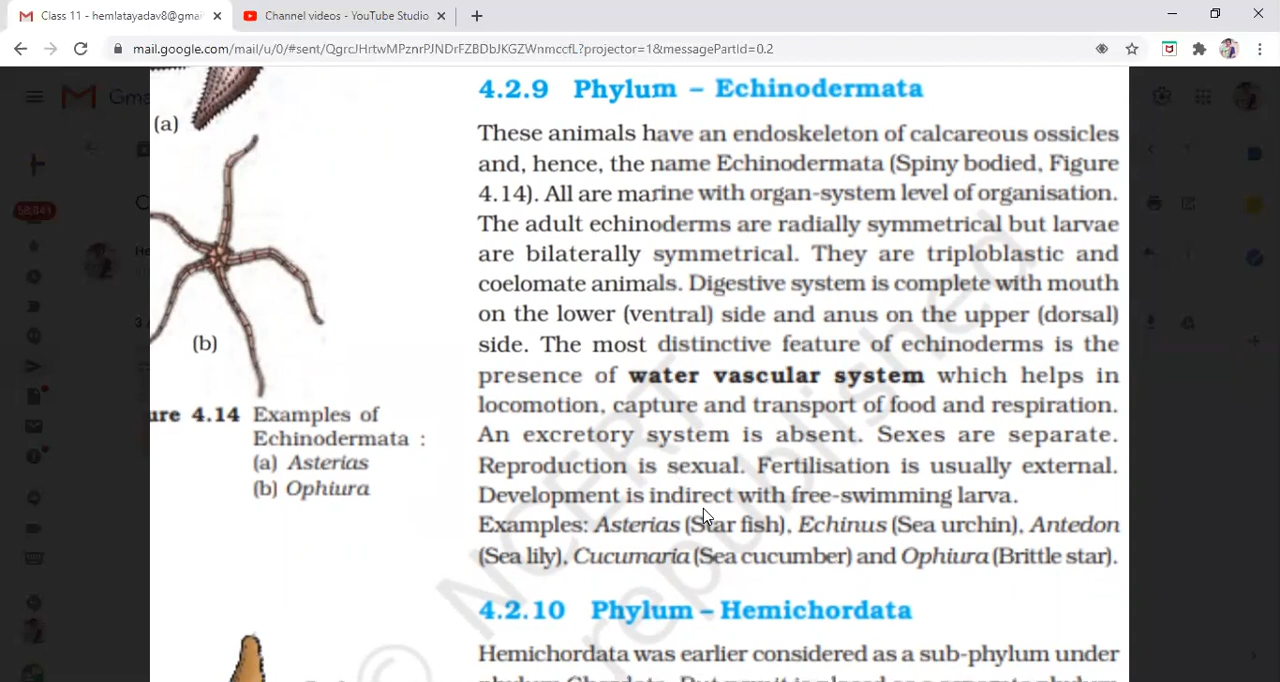 Class 11 - hemlatayadav8@gma
Channel videos - YouTube Studio
mail.google.com/mail/u/0/#sent/QgrcJHrtwMPznrPJNDrFZBDbJKGZWnmccfL?projector=1&messagePartId=0.2
Gma
58,941
(a)
(b)
ure 4.14 Examples of
Echinodermata :
(a) Asterias
(b) Ophiura
4.2.9 Phylum – Echinodermata
These animals have an endoskeleton of calcareous ossicles
and, hence, the name Echinodermata (Spiny bodied, Figure
4.14). All are marine with organ-system level of organisation.
The adult echinoderms are radially symmetrical but larvae
are bilaterally symmetrical. They are triploblastic and
coelomate animals. Digestive system is complete with mouth
on the lower (ventral) side and anus on the upper (dorsal)
side. The most distinctive feature of echinoderms is the
presence of water vascular system which helps in
locomotion, capture and transport of food and respiration.
An excretory system is absent. Sexes are separate.
Reproduction is sexual. Fertilisation is usually external.
Development is indirect with free-swimming larva.
Examples: Asterias (Star fish), Echinus (Sea urchin), Antedon
(Sea lily), Cucumaria (Sea cucumber) and Ophiura (Brittle star).
4.2.10 Phylum – Hemichordata
Hemichordata was earlier considered as a sub-phylum under
© NCERT
republished